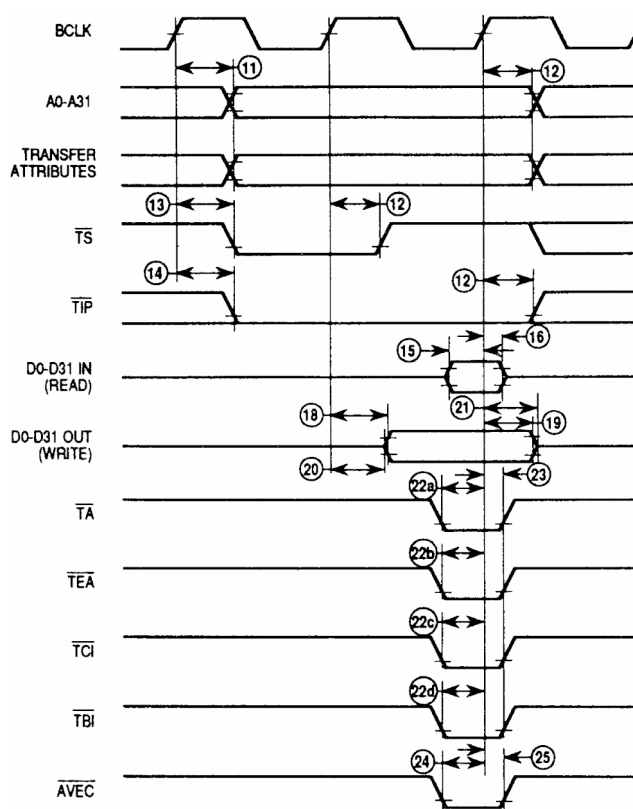 BCLK
11
12
A0-A31
TRANSFER
ATTRIBUTES
13
12
TS
14
12
TIP
16
15
D0-D31 IN
(READ)
21
18
19
D0-D31 OUT
(WRITE)
20
23
22a
TA
22b
TEA
22c
TCI
22d
TBI
24
25
AVEC